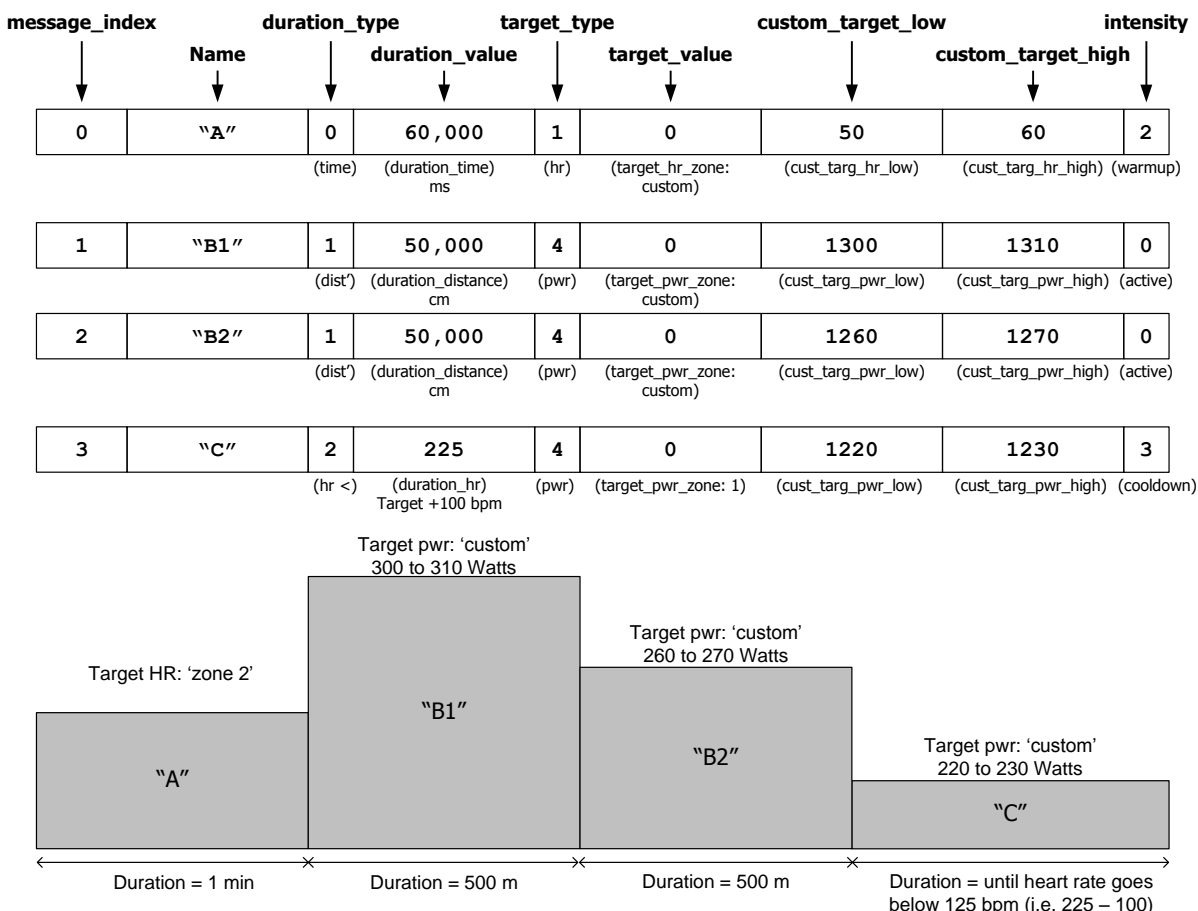 message_index duration_type target_type custom_target_low intensity
Name duration_value target_value custom_target_high
0 “A” 0 60,000 1 0 50 60 2
(time) (duration_time) (hr) (target_hr_zone: (cust_targ_hr_low) (cust_targ_hr_high) (warmup)
ms custom)
1 “B1” 1 50,000 4 0 1300 1310 0
(dist’) (duration_distance) (pwr) (target_pwr_zone: (cust_targ_pwr_low) (cust_targ_pwr_high) (active)
cm custom)
2 “B2” 1 50,000 4 0 1260 1270 0
(dist’) (duration_distance) (pwr) (target_pwr_zone: (cust_targ_pwr_low) (cust_targ_pwr_high) (active)
cm custom)
3 “C” 2 225 4 0 1220 1230 3
(hr <) (duration_hr) (pwr) (target_pwr_zone: 1) (cust_targ_pwr_low) (cust_targ_pwr_high) (cooldown)
Target +100 bpm
Target pwr: ‘custom’
300 to 310 Watts
Target pwr: ‘custom’
260 to 270 Watts
Target HR: ‘zone 2’
“B1”
Target pwr: ‘custom’
220 to 230 Watts
“B2”
“A”
“C”
Duration = 1 min Duration = 500 m Duration = 500 m Duration = until heart rate goes
below 125 bpm (i.e. 225 – 100)